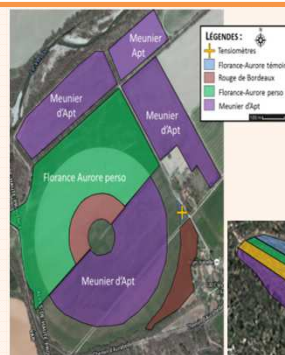 Meunier
Apt
Meunier
d'Apt
Meunier
d'Apt
Florance Aurore perso
Meunier d'Apt
LÉGENDES :
Tensiomètres
Florance-Aurore témoin
Rouge de Bordeaux
Florance-Aurore perso
Meunier d'Apt